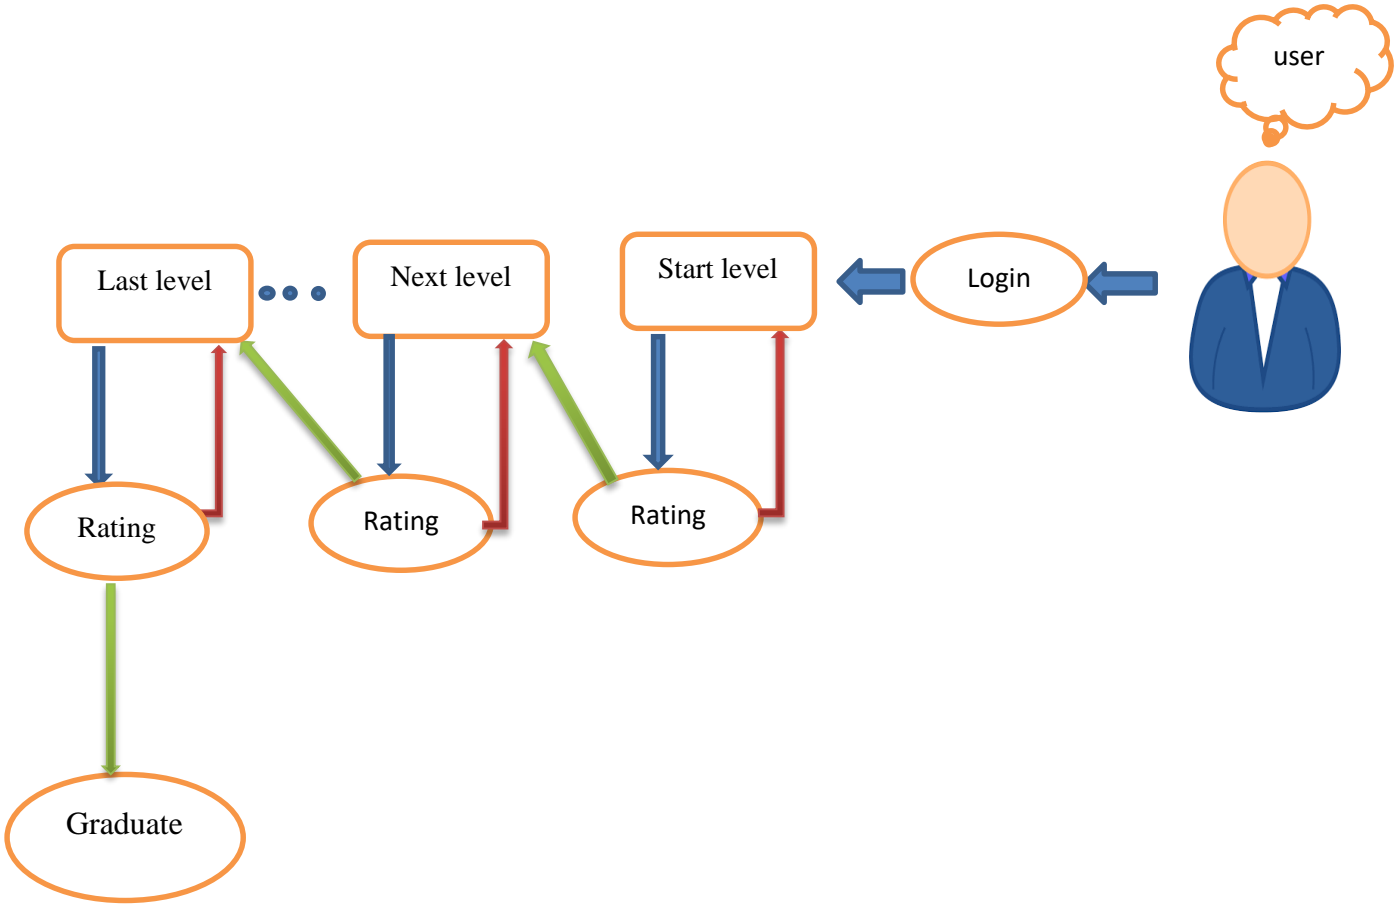 user
Last level
Next level
Start level
Login
Rating
Rating
Rating
Graduate